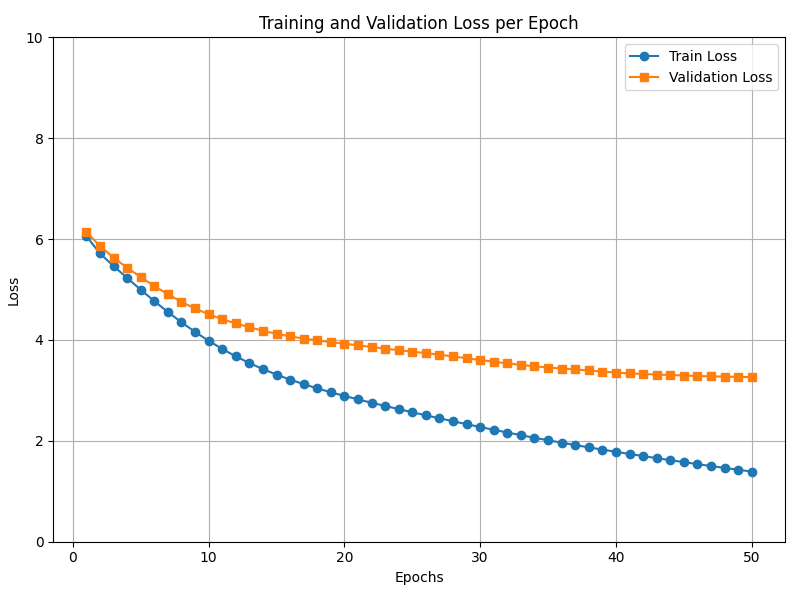 Training and Validation Loss per Epoch
Train Loss
Validation Loss
10
8
6
4
2
0
Loss
0 10 20 30 40 50
Epochs